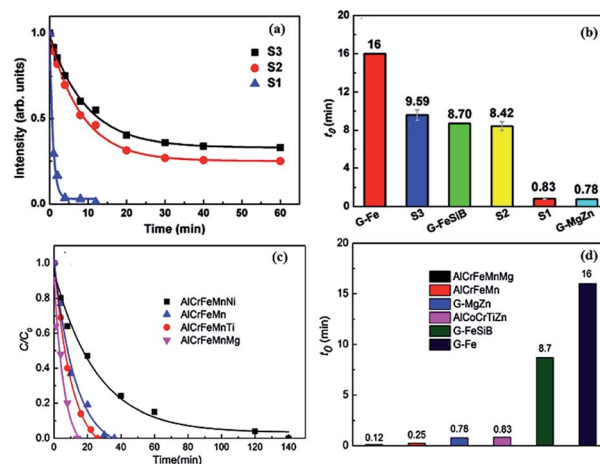 (a)
S3
S2
S1
Intensity (arb. units)
1.0
0.5
0.0
0 10 20 30 40 50 60
Time (min)
(b)
t0 (min)
20
16
12
8
4
0
16
9.59
8.70
8.42
0.83
0.78
G-Fe
S3
G-FeSiB
S2
S1
G-MgZn
(c)
AlCrFeMnNi
AlCrFeMn
AlCrFeMnTi
AlCrFeMnMg
C/C0
1.0
0.8
0.6
0.4
0.2
0.0
0 20 40 60 80 100 120 140
Time(min)
(d)
AlCrFeMnMg
AlCrFeMn
G-MgZn
AlCoCrTiZn
G-FeSiB
G-Fe
t0 (min)
20
15
10
5
0
0.12
0.25
0.78
0.83
8.7
16